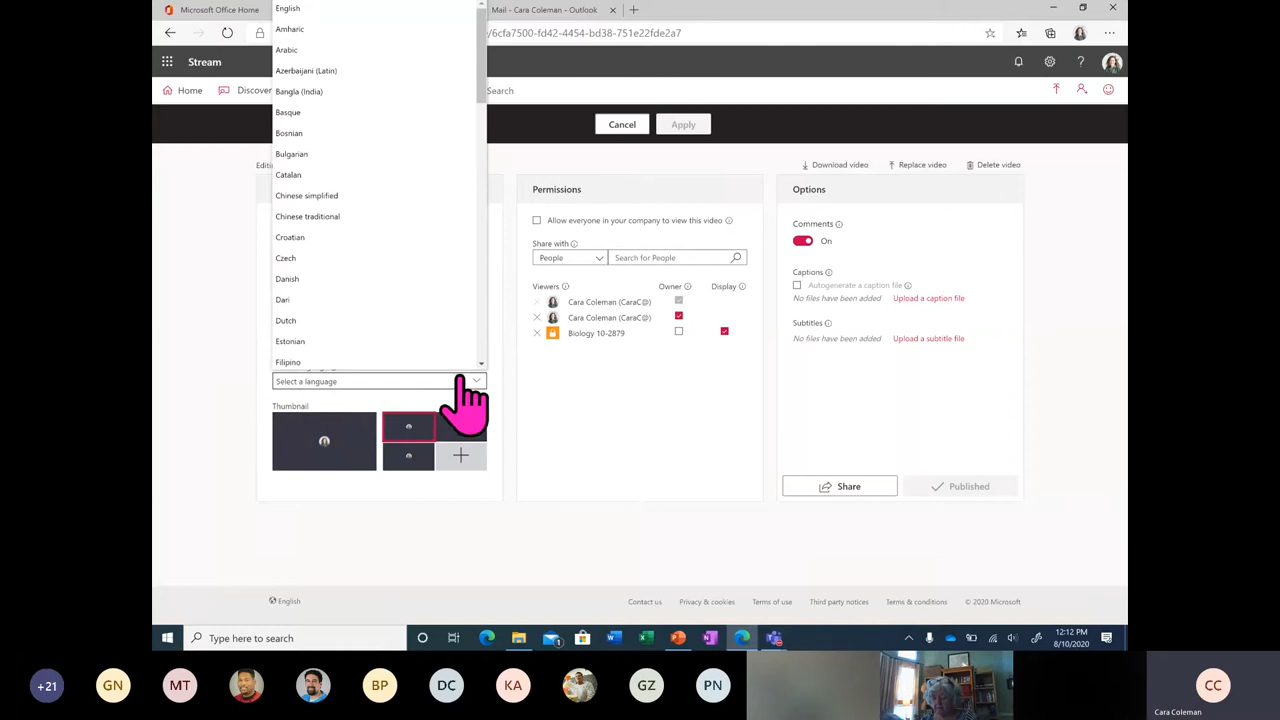 Microsoft Office Home
Mail - Cara Coleman - Outlook
e/6cfa7500-fd42-4454-bd38-751e22fde2a7
Stream
Home
Discover
Search
English
Amharic
Arabic
Azerbaijani (Latin)
Bangla (India)
Basque
Bosnian
Bulgarian
Catalan
Chinese simplified
Chinese traditional
Croatian
Czech
Danish
Dari
Dutch
Estonian
Filipino
Select a language
Thumbnail
Cancel
Apply
Download video
Replace video
Delete video
Permissions
Allow everyone in your company to view this video
Share with
People
Search for People
Viewers
Owner
Display
Cara Coleman (CaraC@)
Cara Coleman (CaraC@)
Biology 10-2879
Options
Comments
On
Captions
Autogenerate a caption file
No files have been added
Upload a caption file
Subtitles
No files have been added
Upload a subtitle file
Share
Published
English
Contact us
Privacy & cookies
Terms of use
Third party notices
Terms & conditions
© 2020 Microsoft
Type here to search
12:12 PM
8/10/2020
+21
GN
MT
BP
DC
KA
GZ
PN
CC
Cara Coleman